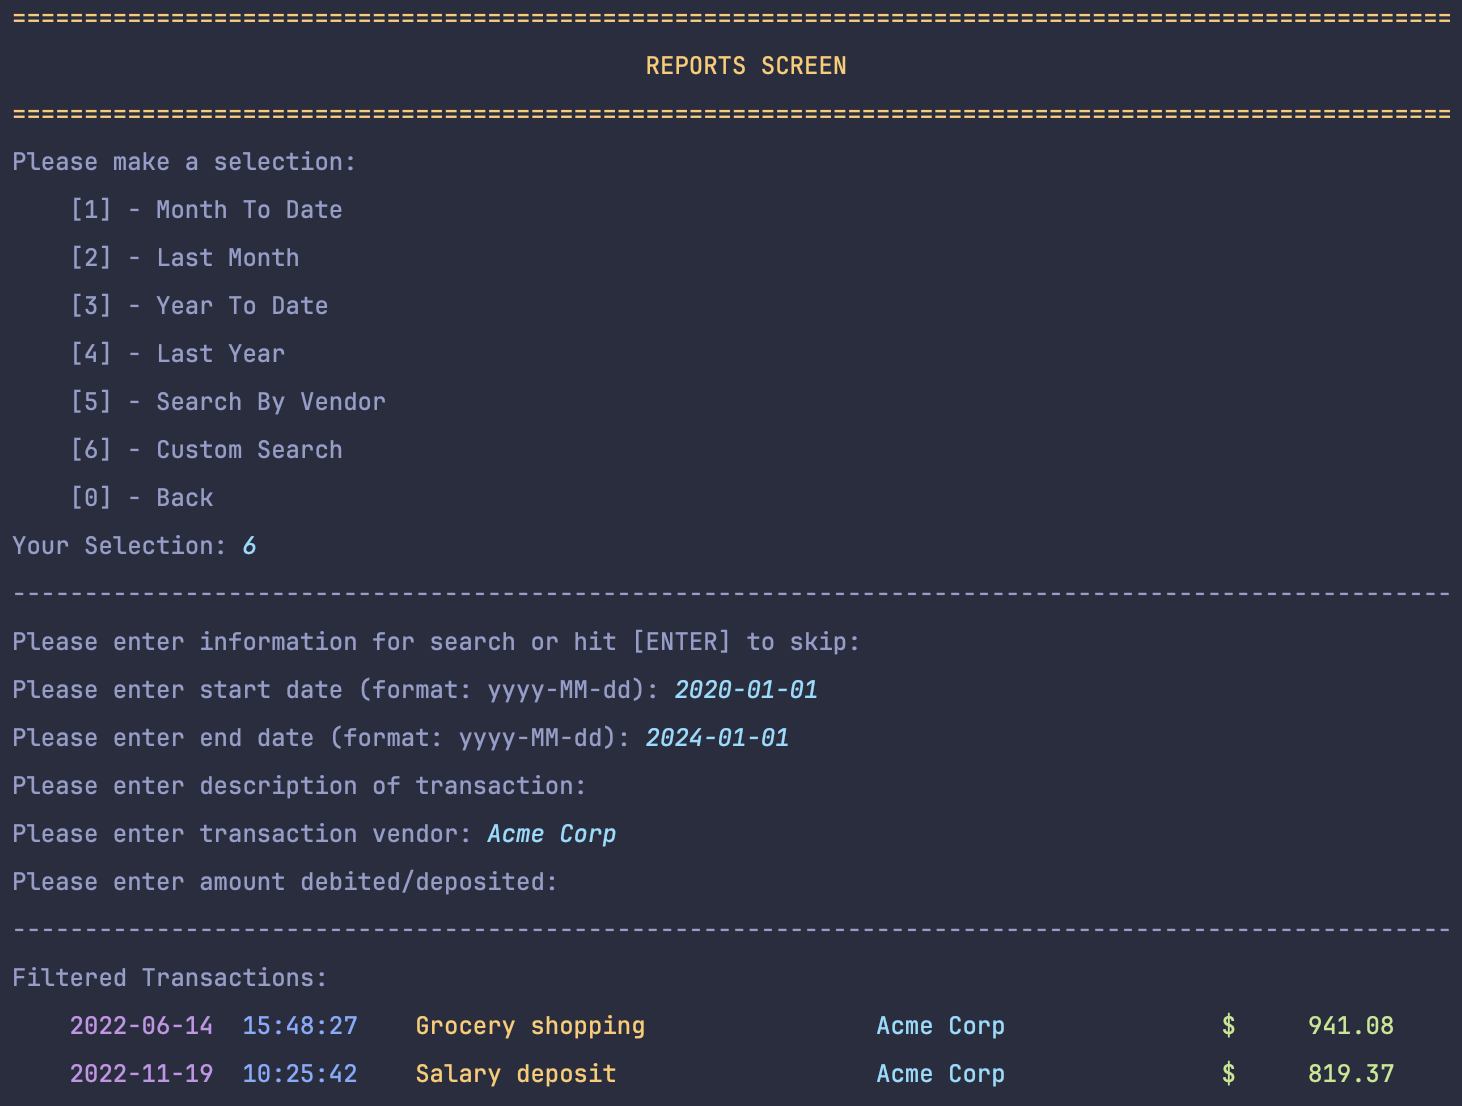 ====================================================================================================
REPORTS SCREEN
====================================================================================================
Please make a selection:
[1] - Month To Date
[2] - Last Month
[3] - Year To Date
[4] - Last Year
[5] - Search By Vendor
[6] - Custom Search
[0] - Back
Your Selection: 6
----------------------------------------------------------------------------------------------------
Please enter information for search or hit [ENTER] to skip:
Please enter start date (format: yyyy-MM-dd): 2020-01-01
Please enter end date (format: yyyy-MM-dd): 2024-01-01
Please enter description of transaction:
Please enter transaction vendor: Acme Corp
Please enter amount debited/deposited:
----------------------------------------------------------------------------------------------------
Filtered Transactions:
2022-06-14 15:48:27 Grocery shopping Acme Corp $ 941.08
2022-11-19 10:25:42 Salary deposit Acme Corp $ 819.37